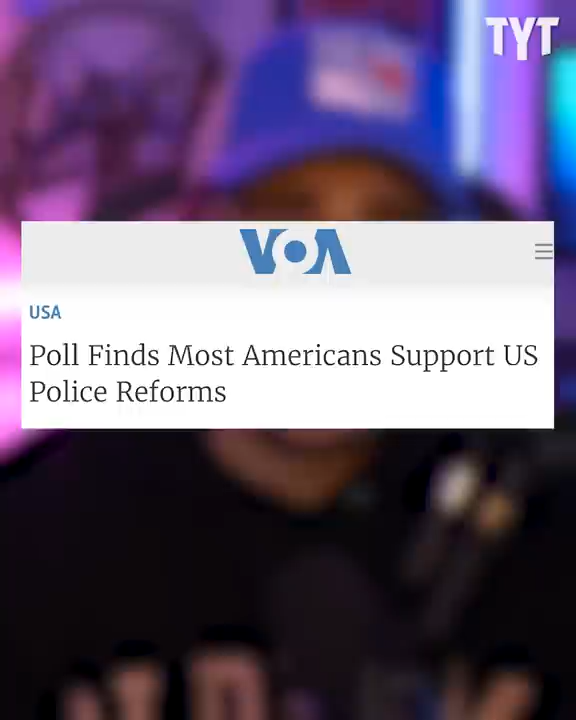 TYT
VOA
USA
Poll Finds Most Americans Support US
Police Reforms